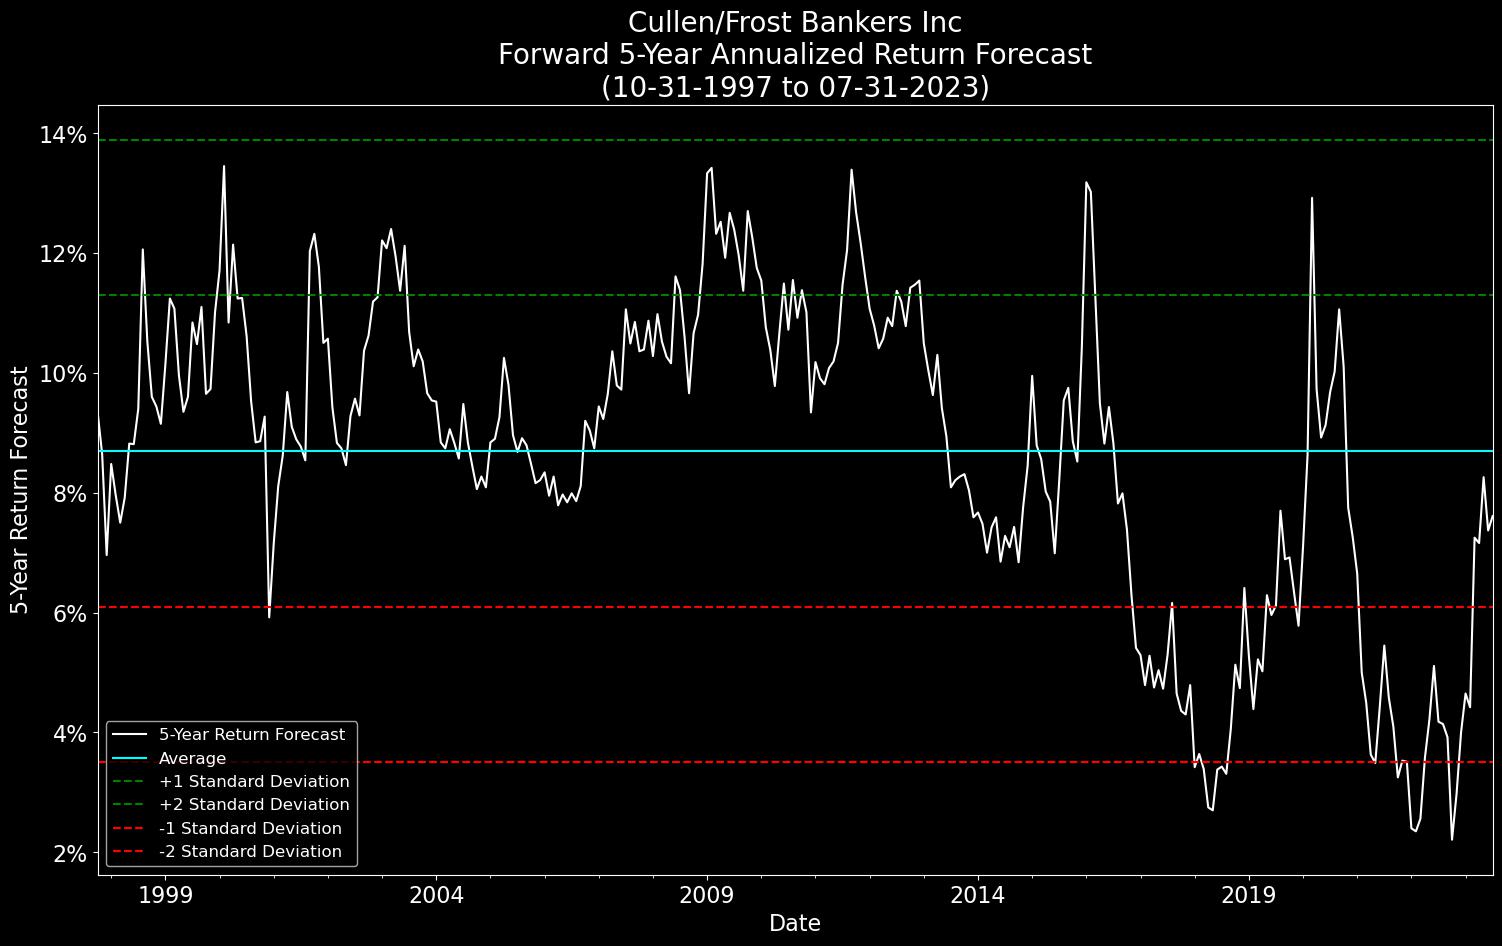 Cullen/Frost Bankers Inc
Forward 5-Year Annualized Return Forecast
(10-31-1997 to 07-31-2023)
5-Year Return Forecast
14%
12%
10%
8%
6%
4%
2%
5-Year Return Forecast
Average
+1 Standard Deviation
+2 Standard Deviation
-1 Standard Deviation
-2 Standard Deviation
1999
2004
2009
2014
2019
Date